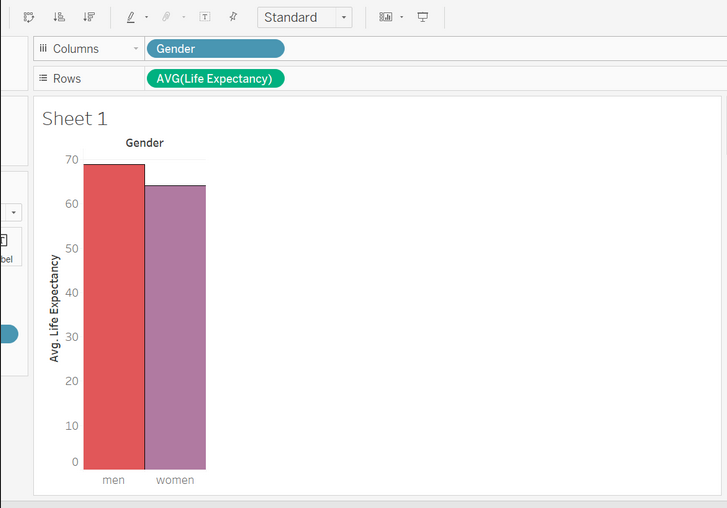 Standard
Columns
Gender
Rows
AVG(Life Expectancy)
Sheet 1
Gender
70
60
50
40
30
20
10
0
Avg. Life Expectancy
men
women
bel
T